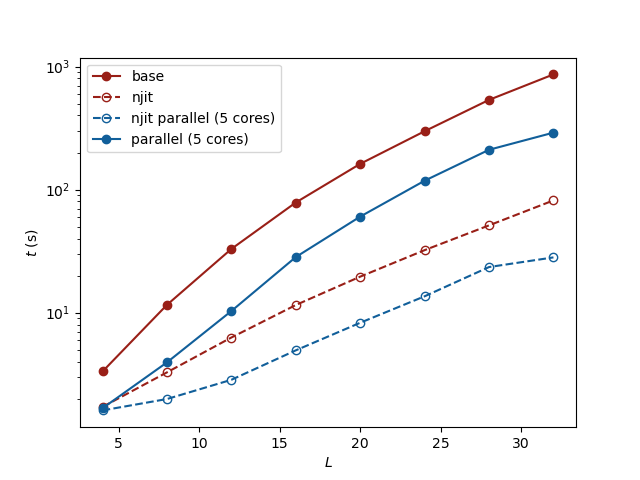 10³
10²
10¹
t (s)
base
njit
njit parallel (5 cores)
parallel (5 cores)
5 10 15 20 25 30
L